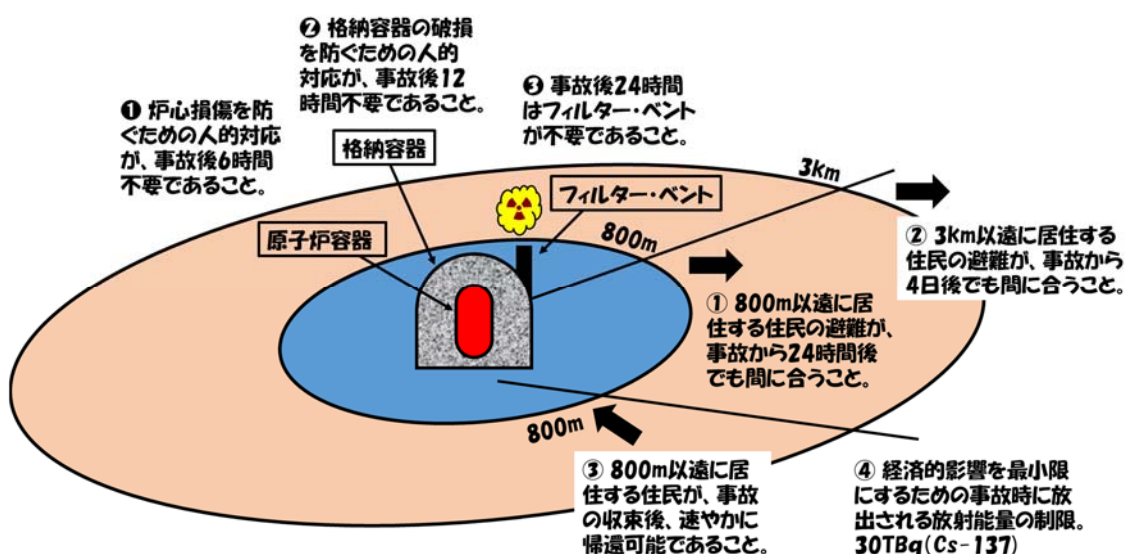 ❷ 格納容器の破損
を防ぐための人的
対応が、事故後12
時間不要であること。
❸ 事故後24時間
はフィルター・ベント
が不要であること。
❶ 炉心損傷を防
ぐための人的対応
が、事故後6時間
不要であること。
格納容器
3km
フィルター・ベント
原子炉容器
800m
② 3km以遠に居住する
住民の避難が、事故から
4日後でも間に合うこと。
① 800m以遠に居
住する住民の避難が、
事故から24時間後
でも間に合うこと。
800m
③ 800m以遠に居
住する住民が、事故
の収束後、速やかに
帰還可能であること。
④ 経済的影響を最小限
にするための事故時に放
出される放射能量の制限。
30TBq(Cs-137)